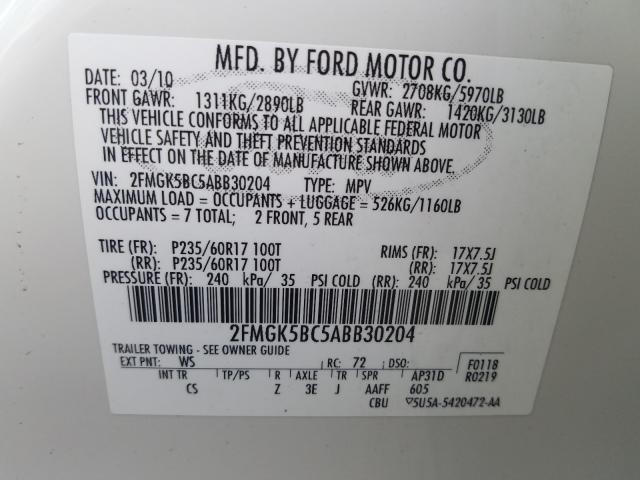 MFD. BY FORD MOTOR CO.
DATE: 03/10 GVWR: 2708KG/5970LB
FRONT GAWR: 1311KG/2890LB REAR GAWR: 1420KG/3130LB
THIS VEHICLE CONFORMS TO ALL APPLICABLE FEDERAL MOTOR
VEHICLE SAFETY AND THEFT PREVENTION STANDARDS
IN EFFECT ON THE DATE OF MANUFACTURE SHOWN ABOVE.
VIN: 2FMGK5BC5ABB30204 TYPE: MPV
MAXIMUM LOAD = OCCUPANTS + LUGGAGE = 526KG/1160LB
OCCUPANTS = 7 TOTAL; 2 FRONT, 5 REAR
TIRE (FR): P235/60R17 100T RIMS (FR): 17X7.5J
(RR): P235/60R17 100T (RR): 17X7.5J
PRESSURE (FR): 240 kPa/ 35 PSI COLD (RR): 240 kPa/ 35 PSI COLD
2FMGK5BC5ABB30204
TRAILER TOWING - SEE OWNER GUIDE
EXT PNT: WS RC: 72 DSO: F0118
INT TR TP/PS R AXLE TR SPR AP31D R0219
CS Z 3E J AAFF 605
CBU ▽5U5A-5420472-AA